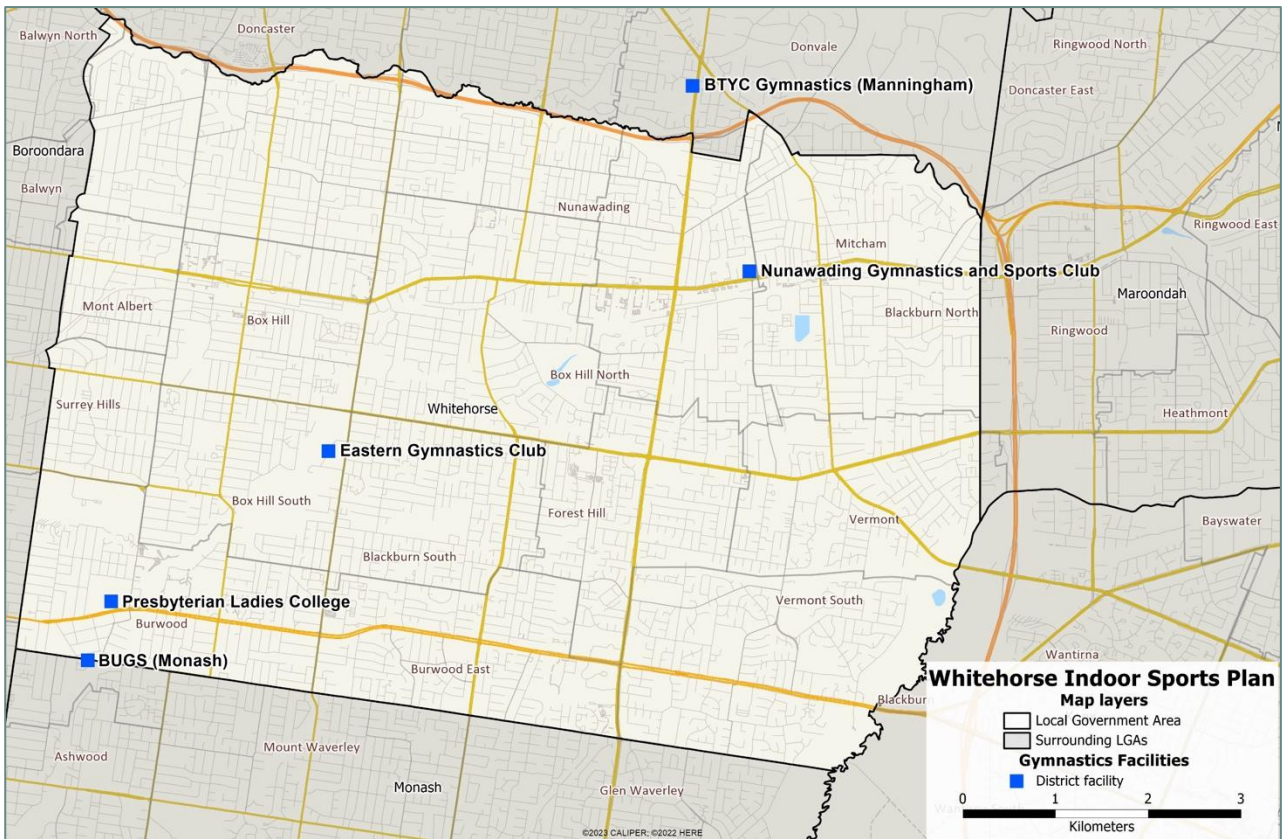 Doncaster
Balwyn North
Donvale
Ringwood North
BTYC Gymnastics (Manningham)
Doncaster East
Boroondara
Balwyn
Nunawading
Mitcham
Ringwood East
Nunawading Gymnastics and Sports Club
Maroondah
Mont Albert
Box Hill
Blackburn North
Ringwood
Box Hill North
Surrey Hills
Whitehorse
Heathmont
Eastern Gymnastics Club
Box Hill South
Forest Hill
Vermont
Bayswater
Blackburn South
Presbyterian Ladies College
Vermont South
Burwood
BUGS (Monash)
Burwood East
Wantirna
Blackburn
Ashwood
Mount Waverley
Monash
Glen Waverley
Whitehorse Indoor Sports Plan
Map layers
Local Government Area
Surrounding LGAs
Gymnastics Facilities
District facility
0 1 2 3
Kilometers
©2023 CALIPER; ©2022 HERE